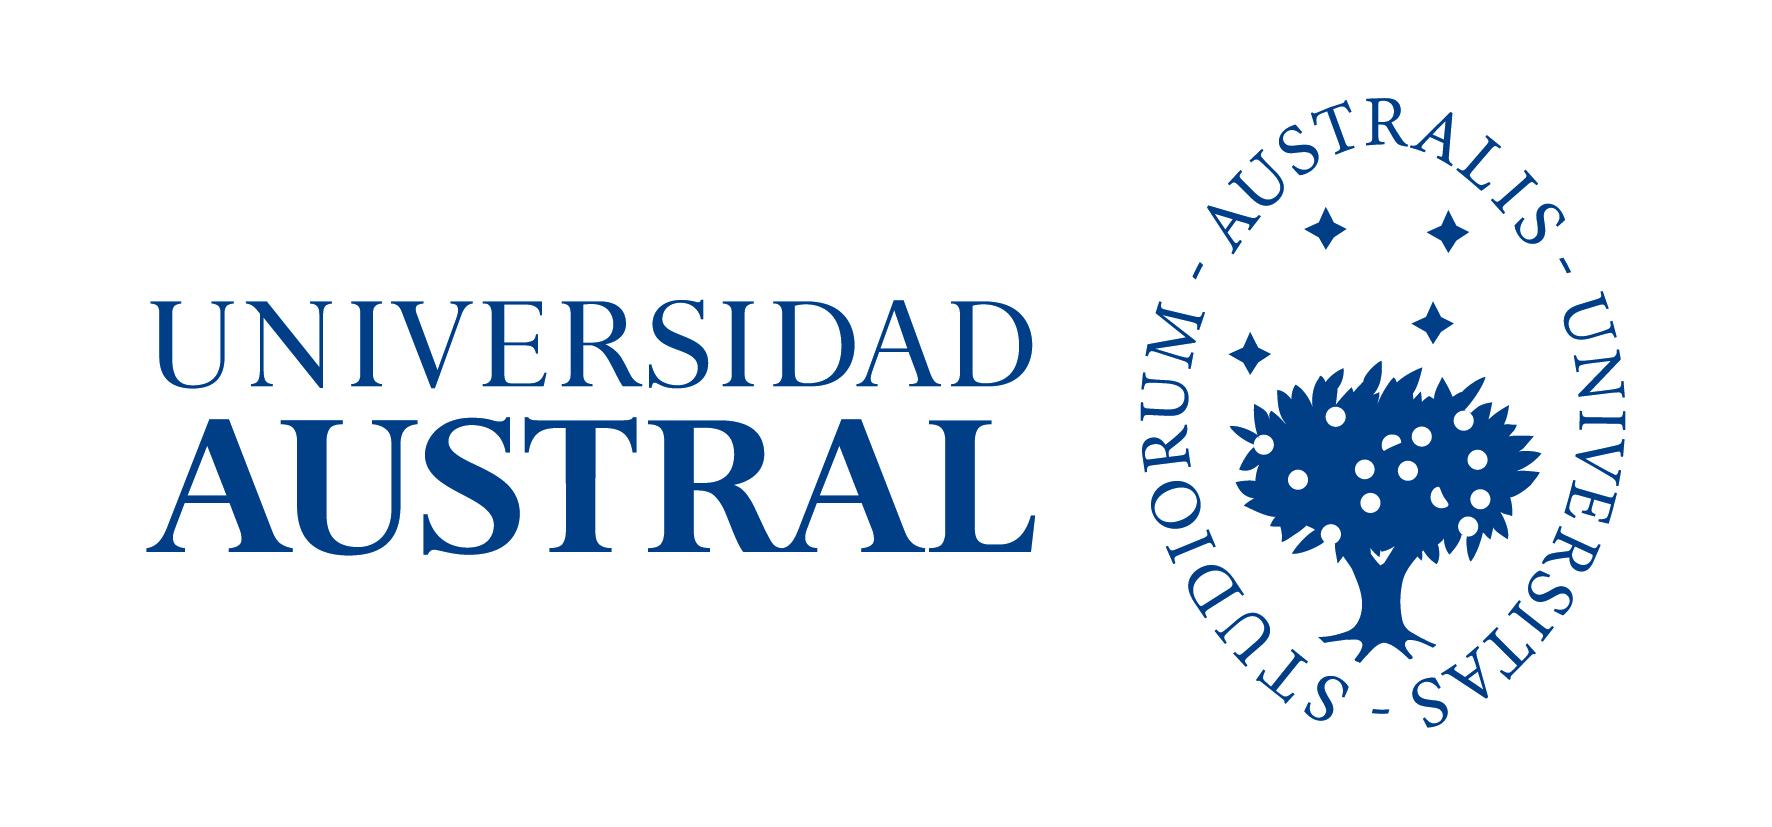 UNIVERSIDAD
AUSTRAL
STUDIORUM - AUSTRALIS - UNIVERSITAS -